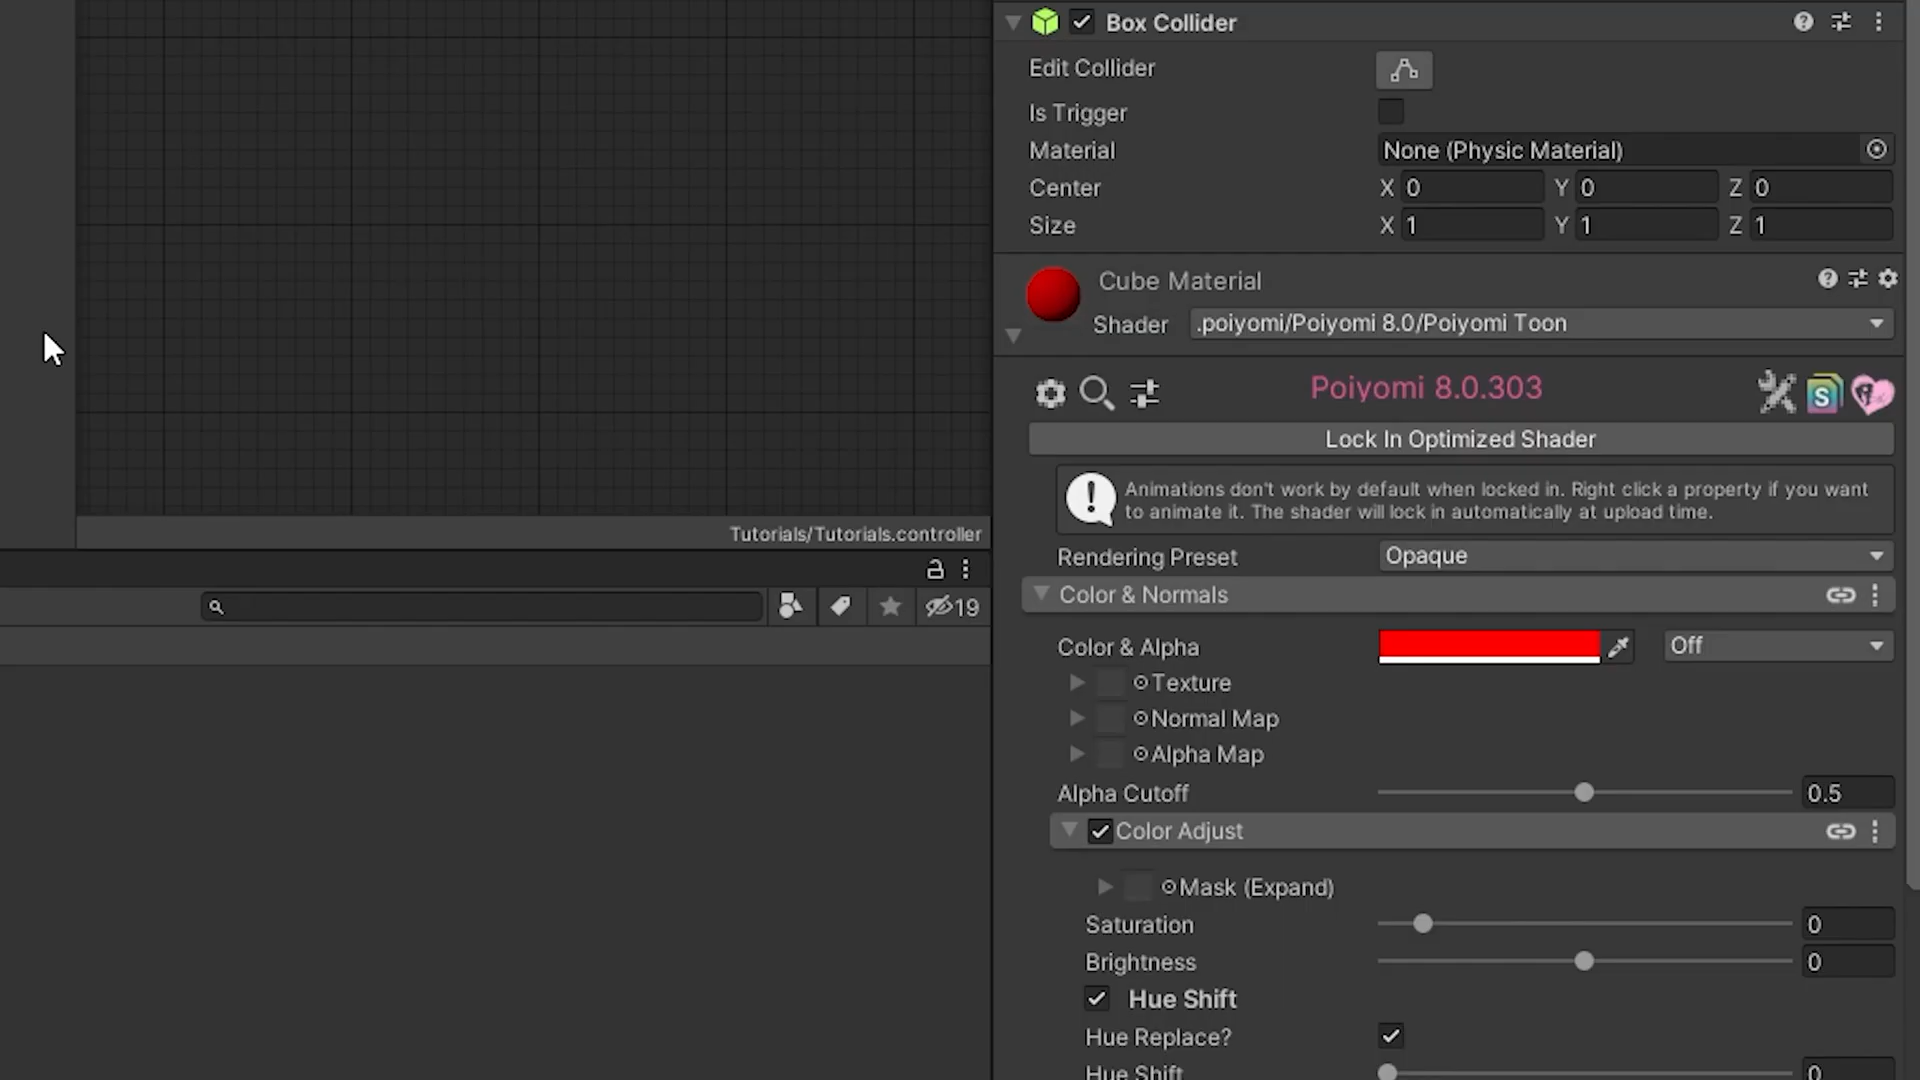 Box Collider
Edit Collider
Is Trigger
Material None (Physic Material)
Center X 0 Y 0 Z 0
Size X 1 Y 1 Z 1
Cube Material
Shader .poiyomi/Poiyomi 8.0/Poiyomi Toon
Poiyomi 8.0.303
Lock In Optimized Shader
Animations don't work by default when locked in. Right click a property if you want
to animate it. The shader will lock in automatically at upload time.
Rendering Preset Opaque
Color & Normals
Color & Alpha Off
Texture
Normal Map
Alpha Map
Alpha Cutoff 0.5
Color Adjust
Mask (Expand)
Saturation 0
Brightness 0
Hue Shift
Hue Replace?
Hue Shift 0
Tutorials/Tutorials.controller
19